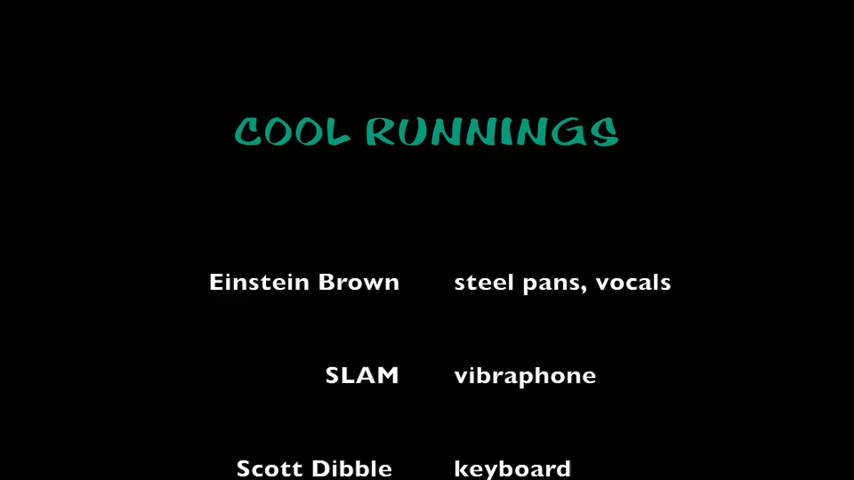 COOL RUNNINGS
Einstein Brown steel pans, vocals
SLAM vibraphone
Scott Dibble keyboard